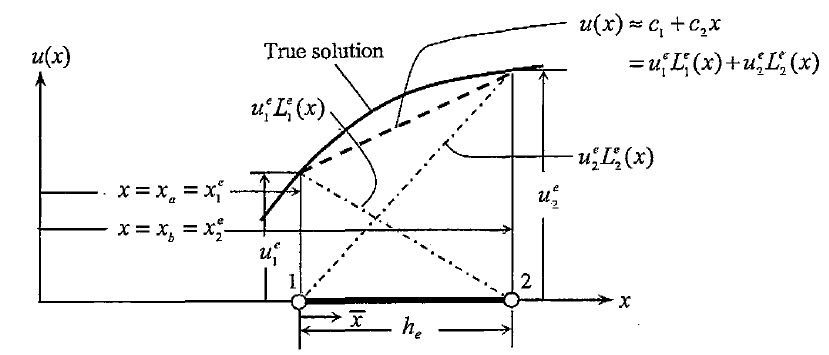 u(x)
True solution
u(x) ≈ c₁ + c₂x
= u₁ᵉL₁ᵉ(x) + u₂ᵉL₂ᵉ(x)
u₁ᵉL₁ᵉ(x)
u₂ᵉL₂ᵉ(x)
x = xₐ = x₁ᵉ
u₂ᵉ
x = x_b = x₂ᵉ
u₁ᵉ
1
2
x
x̅
hₑ